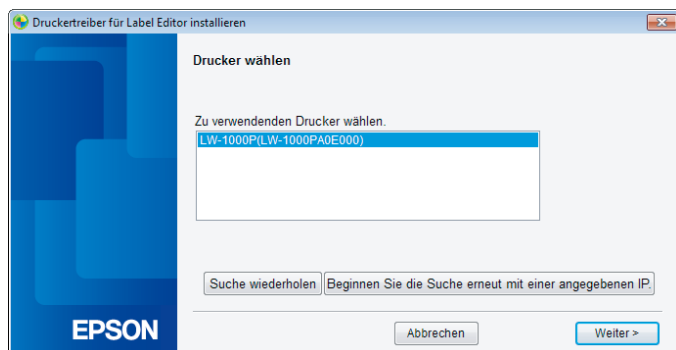 Druckertreiber für Label Editor installieren
Drucker wählen
Zu verwendenden Drucker wählen.
LW-1000P(LW-1000PA0E000)
Suche wiederholen
Beginnen Sie die Suche erneut mit einer angegebenen IP.
EPSON
Abbrechen
Weiter >